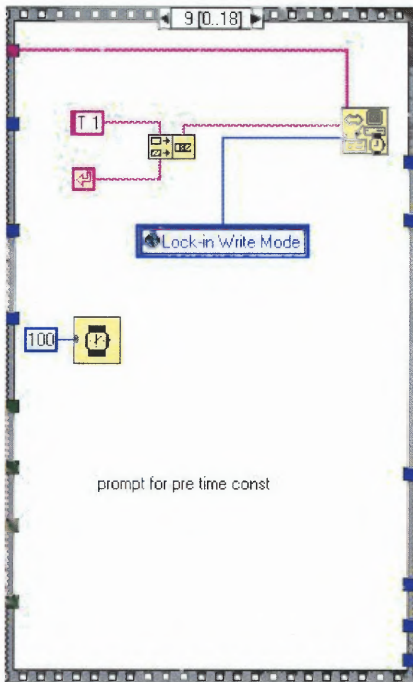 9 [0..18]
T 1
Lock-in Write Mode
100
prompt for pre time const